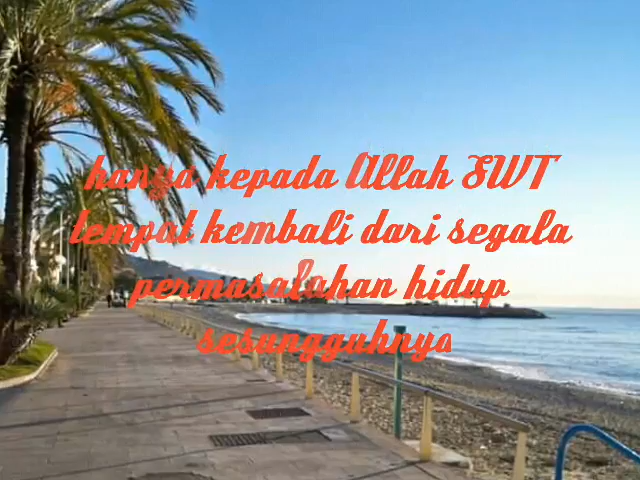 hanya kepada Allah SWT
tempat kembali dari segala
permasalahan hidup
sesungguhnya